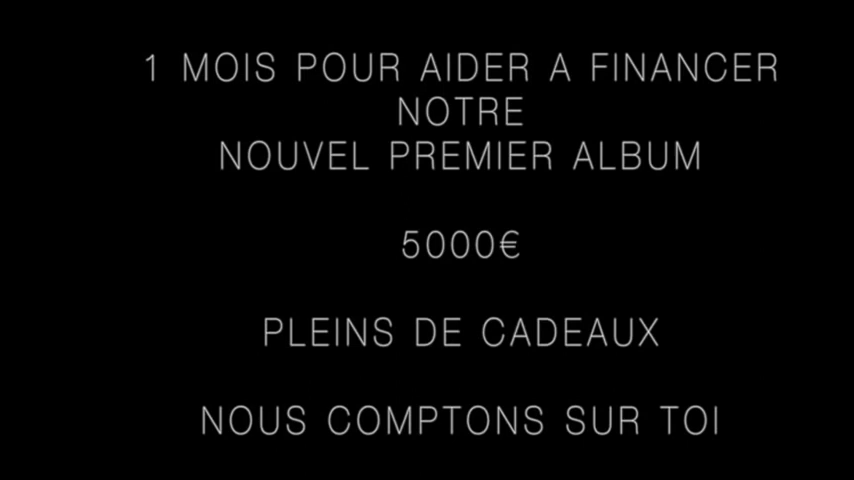 1 MOIS POUR AIDER A FINANCER
NOTRE
NOUVEL PREMIER ALBUM
5000€
PLEINS DE CADEAUX
NOUS COMPTONS SUR TOI